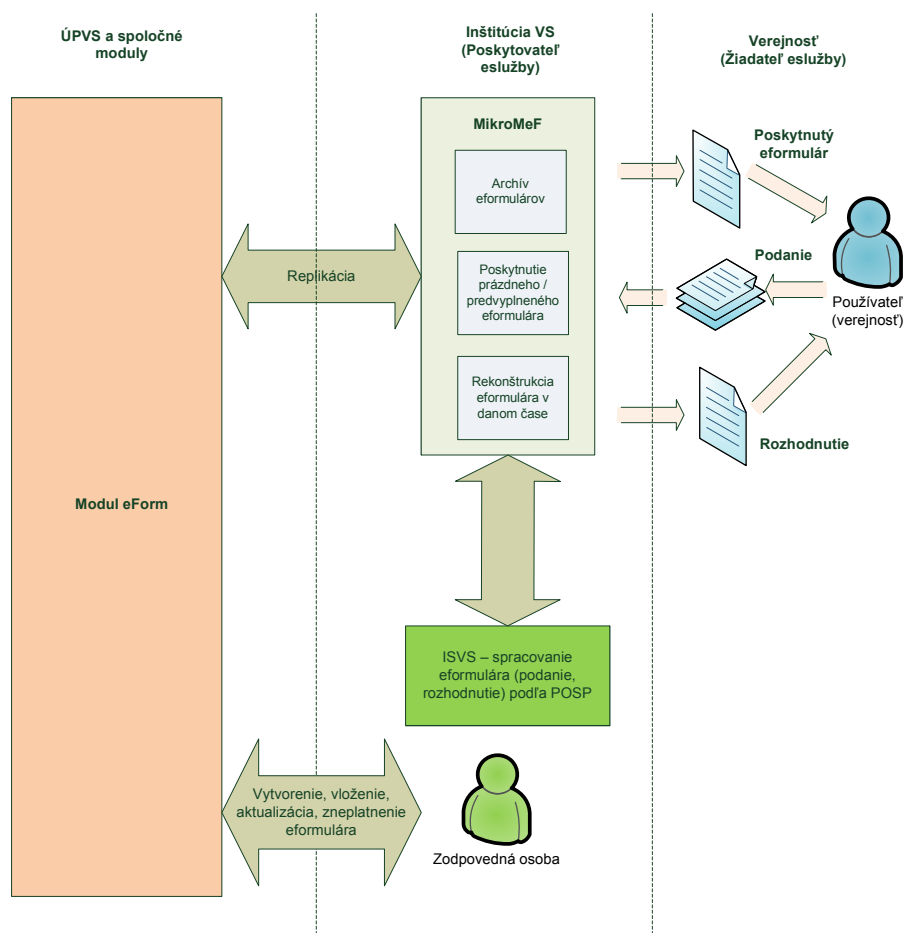 ÚPVS a spoločné
moduly
Inštitúcia VS
(Poskytovateľ
eslužby)
Verejnosť
(Žiadateľ eslužby)
MikroMeF
Archív
eformulárov
Poskytnutie
prázdneho /
predvyplneného
eformulára
Rekonštrukcia
eformulára v
danom čase
Poskytnutý
eformulár
Podanie
Používateľ
(verejnosť)
Rozhodnutie
Replikácia
Modul eForm
ISVS – spracovanie
eformulára (podanie,
rozhodnutie) podľa POSP
Vytvorenie, vloženie,
aktualizácia, zneplatnenie
eformulára
Zodpovedná osoba